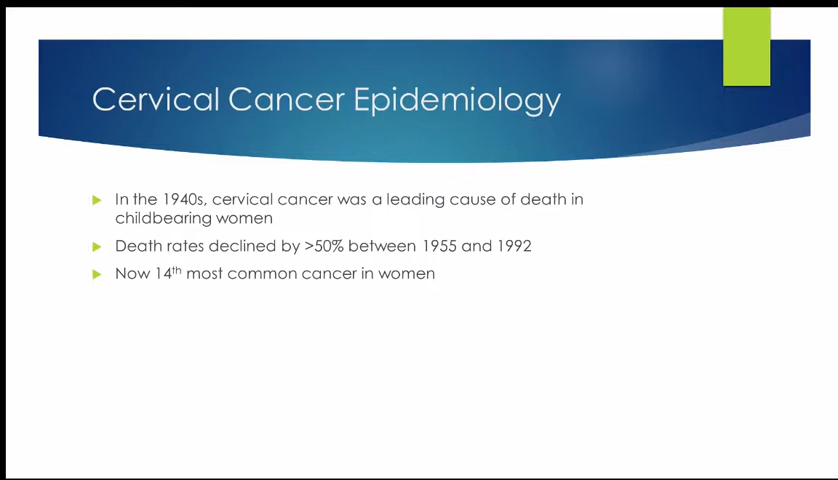 Cervical Cancer Epidemiology
In the 1940s, cervical cancer was a leading cause of death in
childbearing women
Death rates declined by >50% between 1955 and 1992
Now 14th most common cancer in women